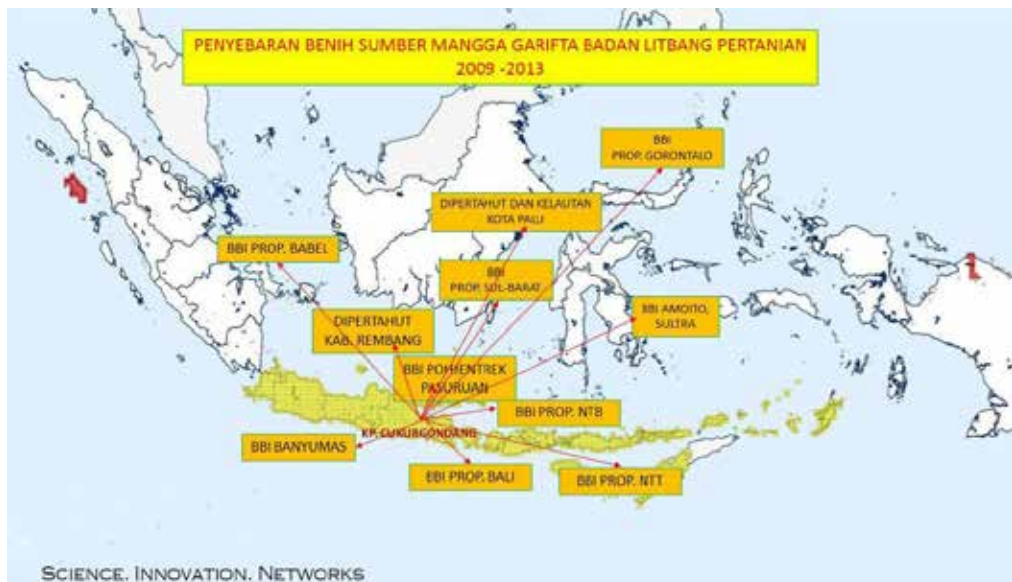 PENYEBARAN BENIH SUMBER MANGGA GARIFTA BADAN LITBANG PERTANIAN
2009 -2013
BBI
PROP. GORONTALO
DIPERTAHUT DAN KELAUTAN
KOTA PALU
BBI PROP. BABEL
BBI
PROP. SUL-BARAT
BBI AMOITO,
SULTRA
DIPERTAHUT
KAB. REMBANG
BBI POHJENTREK
PASURUAN
BBI PROP. NTB
KP. CUKURGONDANG
BBI BANYUMAS
BBI PROP. BALI
BBI PROP. NTT
SCIENCE. INNOVATION. NETWORKS